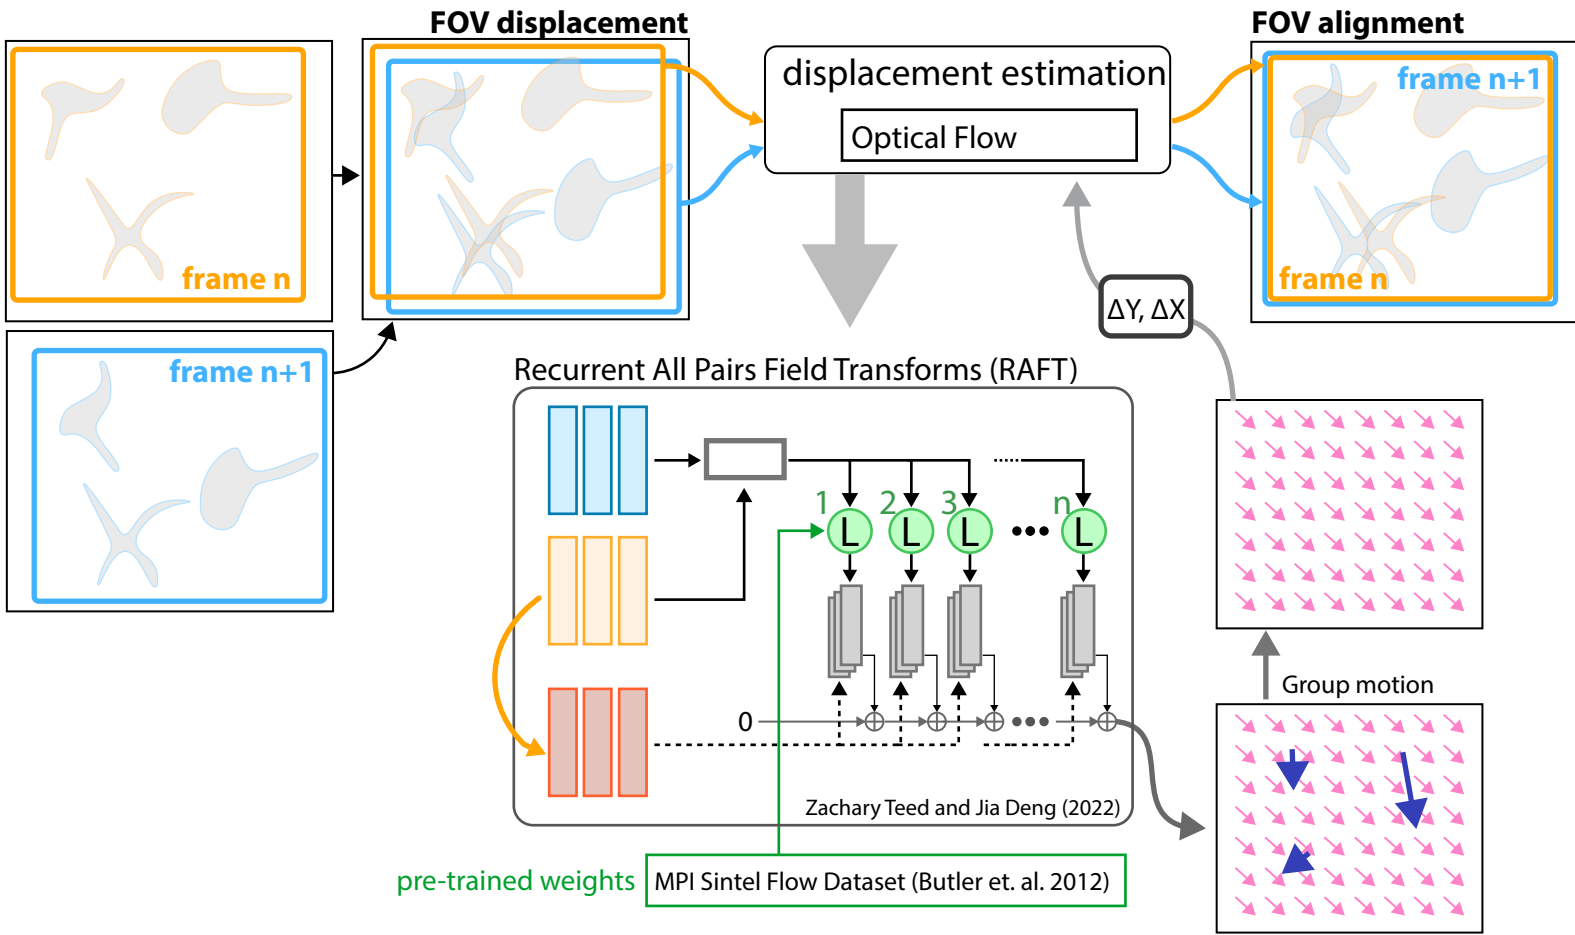 FOV displacement
FOV alignment
displacement estimation
Optical Flow
frame n+1
frame n
frame n
frame n+1
ΔY, ΔX
Recurrent All Pairs Field Transforms (RAFT)
1
2
3
n
L
L
L
L
0
Group motion
Zachary Teed and Jia Deng (2022)
pre-trained weights
MPI Sintel Flow Dataset (Butler et. al. 2012)